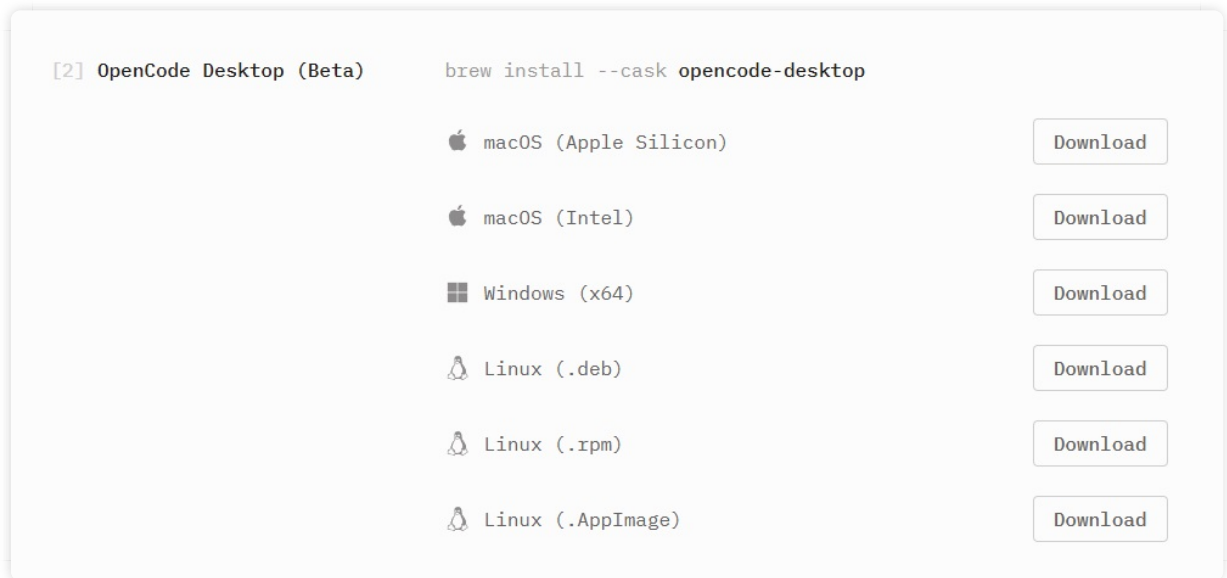 [2] OpenCode Desktop (Beta) brew install --cask opencode-desktop
macOS (Apple Silicon) Download
macOS (Intel) Download
Windows (x64) Download
Linux (.deb) Download
Linux (.rpm) Download
Linux (.AppImage) Download